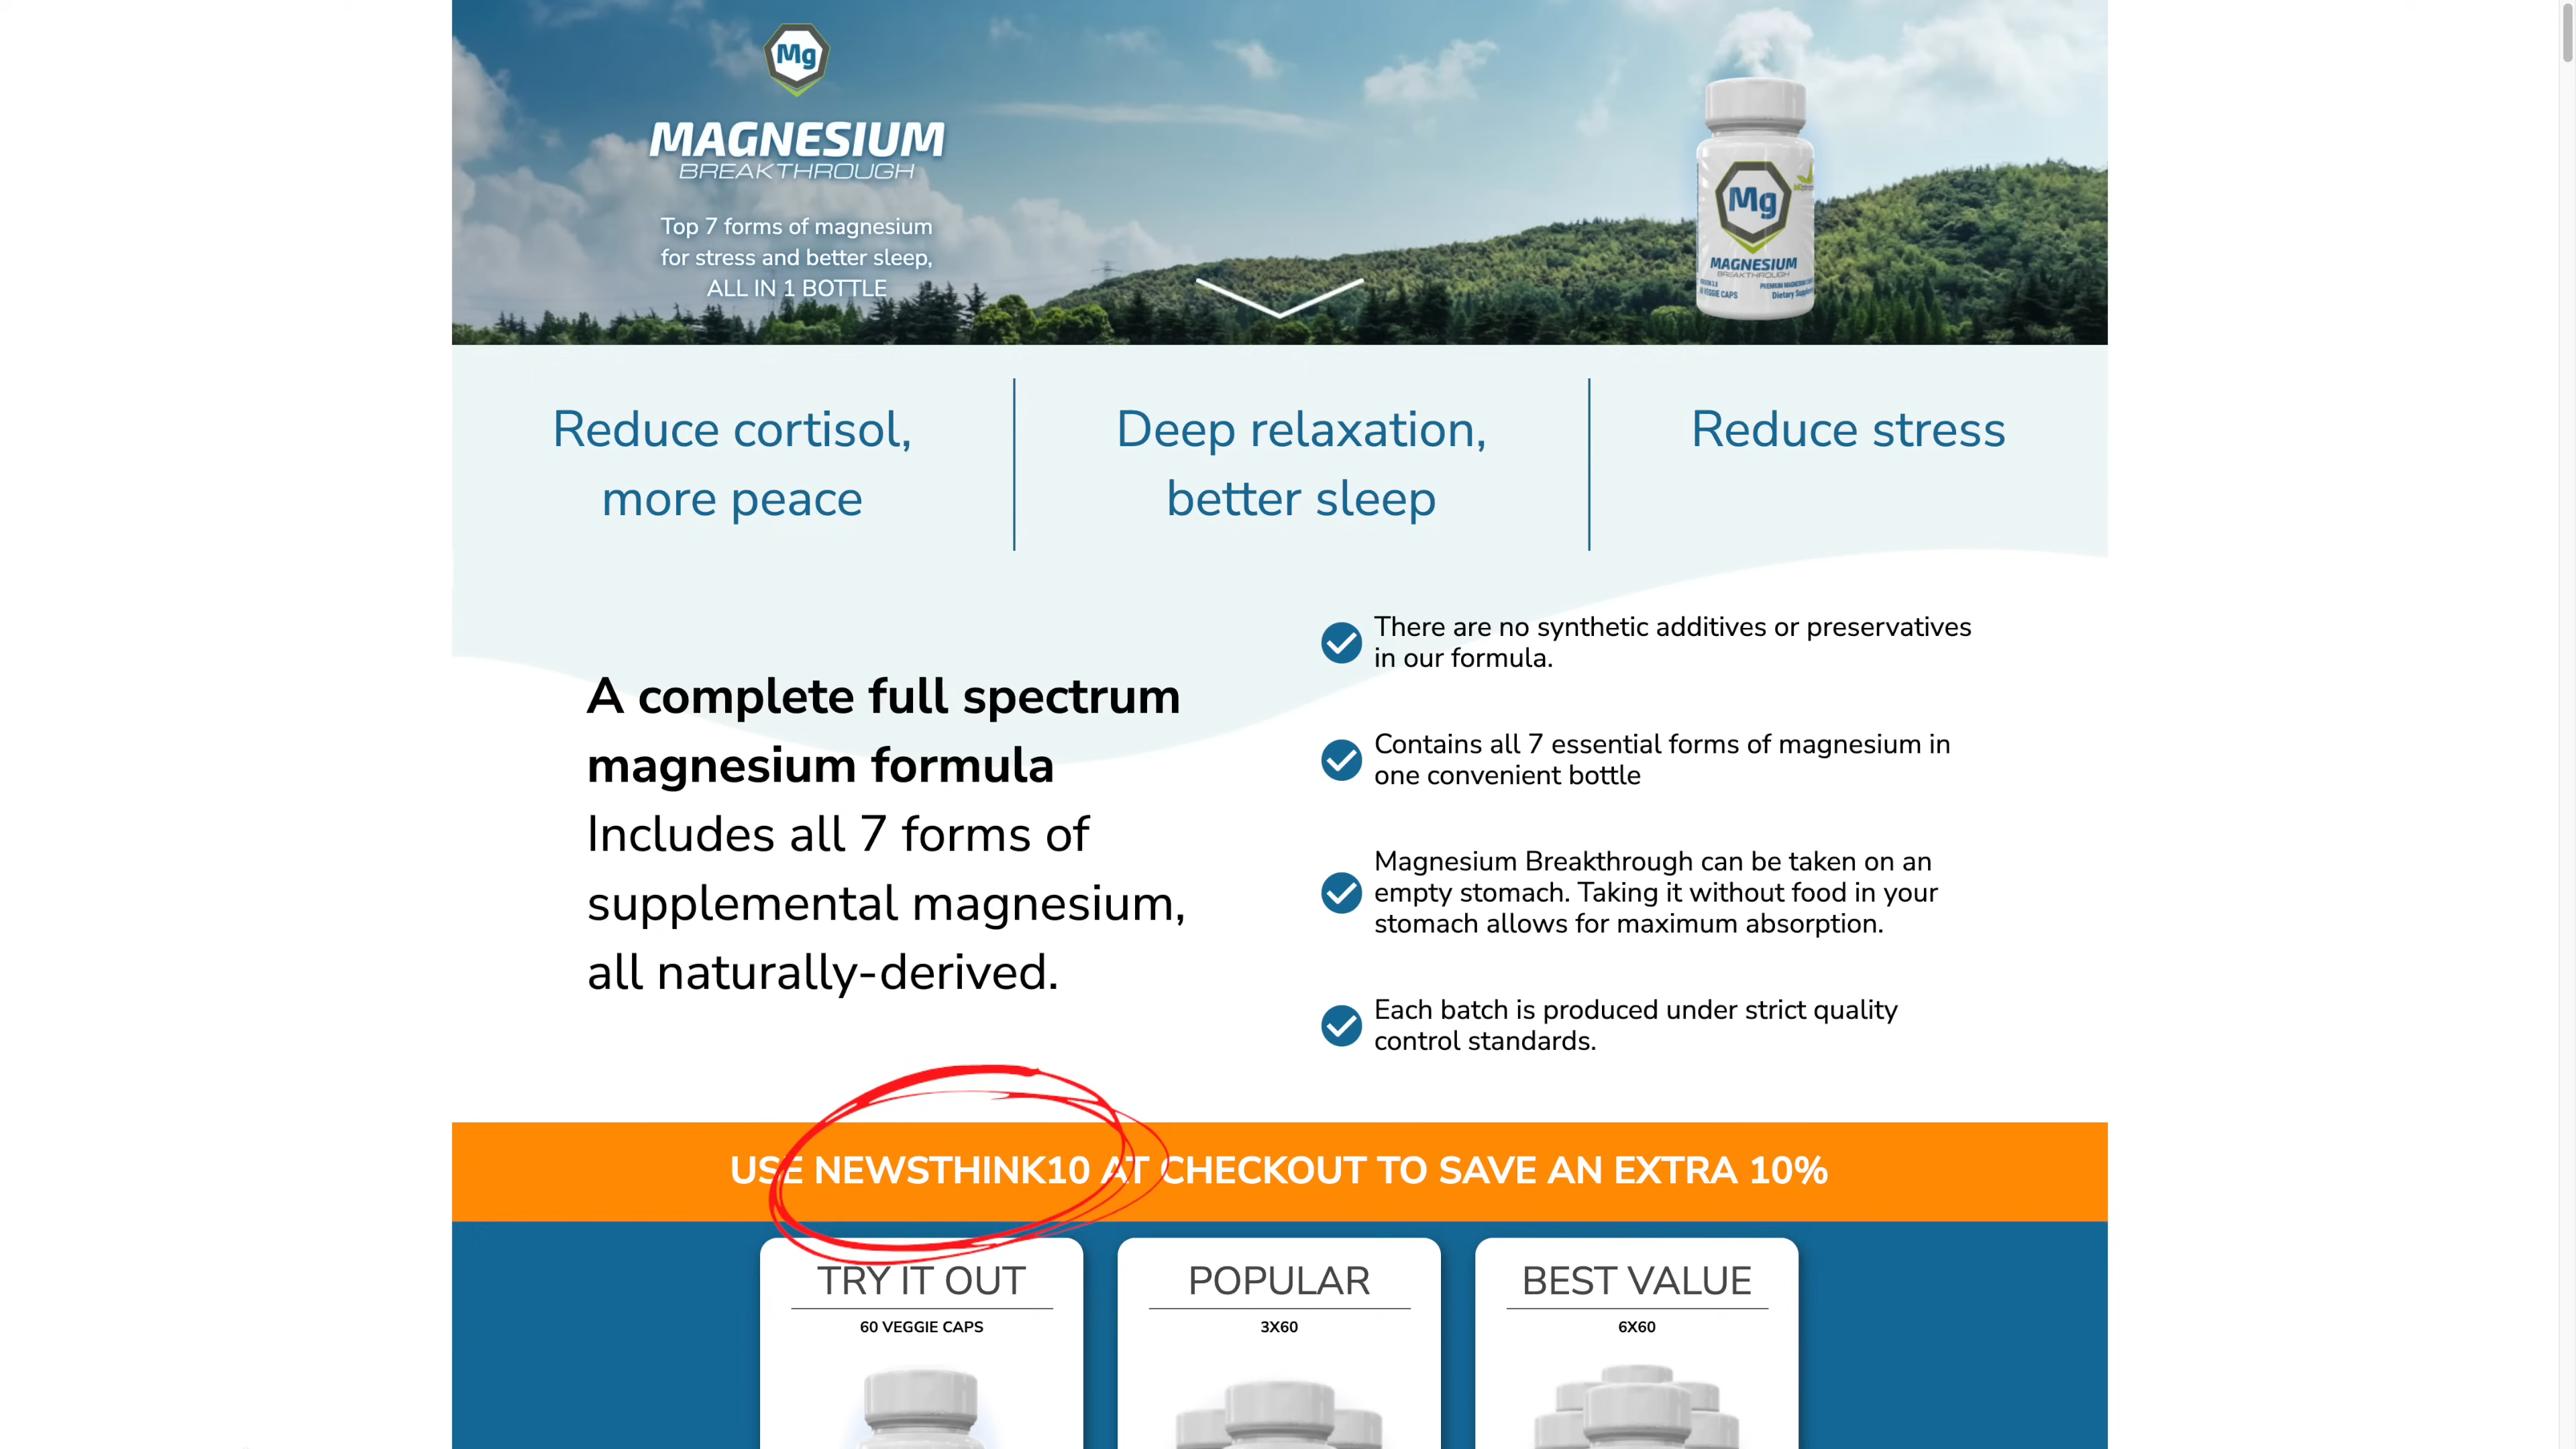 Mg
MAGNESIUM
BREAKTHROUGH
Top 7 forms of magnesium
for stress and better sleep,
ALL IN 1 BOTTLE
Mg
MAGNESIUM
BREAKTHROUGH
VEGGIE CAPS
PREMIUM MAGNESIUM
Dietary
Reduce cortisol,
more peace
Deep relaxation,
better sleep
Reduce stress
A complete full spectrum
magnesium formula
Includes all 7 forms of
supplemental magnesium,
all naturally-derived.
There are no synthetic additives or preservatives
in our formula.
Contains all 7 essential forms of magnesium in
one convenient bottle
Magnesium Breakthrough can be taken on an
empty stomach. Taking it without food in your
stomach allows for maximum absorption.
Each batch is produced under strict quality
control standards.
USE NEWSTHINK10 AT CHECKOUT TO SAVE AN EXTRA 10%
TRY IT OUT
60 VEGGIE CAPS
POPULAR
3X60
BEST VALUE
6X60